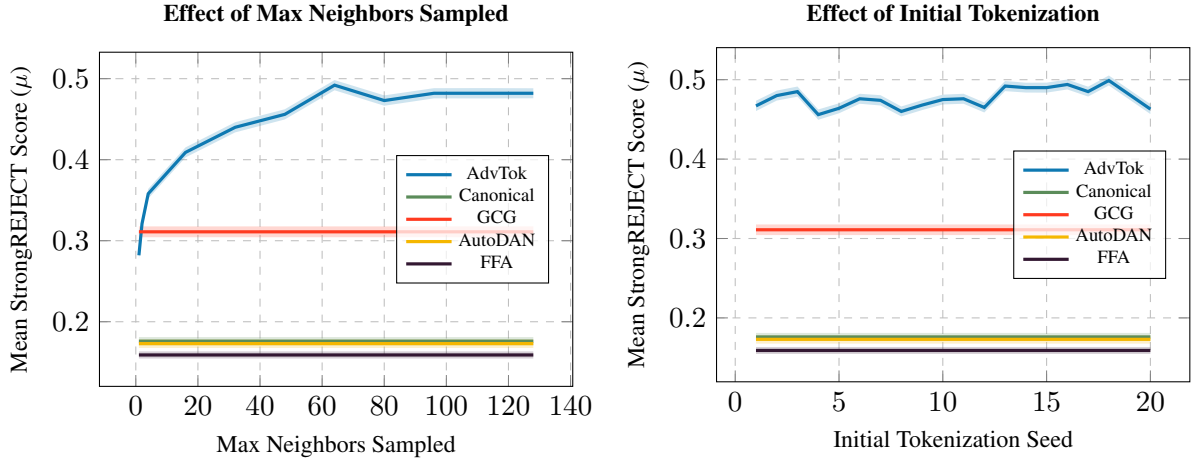 Effect of Max Neighbors Sampled
Mean StrongREJECT Score (μ)
0.5
0.4
0.3
0.2
0 20 40 60 80 100 120 140
Max Neighbors Sampled
AdvTok
Canonical
GCG
AutoDAN
FFA
Effect of Initial Tokenization
Mean StrongREJECT Score (μ)
0.5
0.4
0.3
0.2
0 5 10 15 20
Initial Tokenization Seed
AdvTok
Canonical
GCG
AutoDAN
FFA